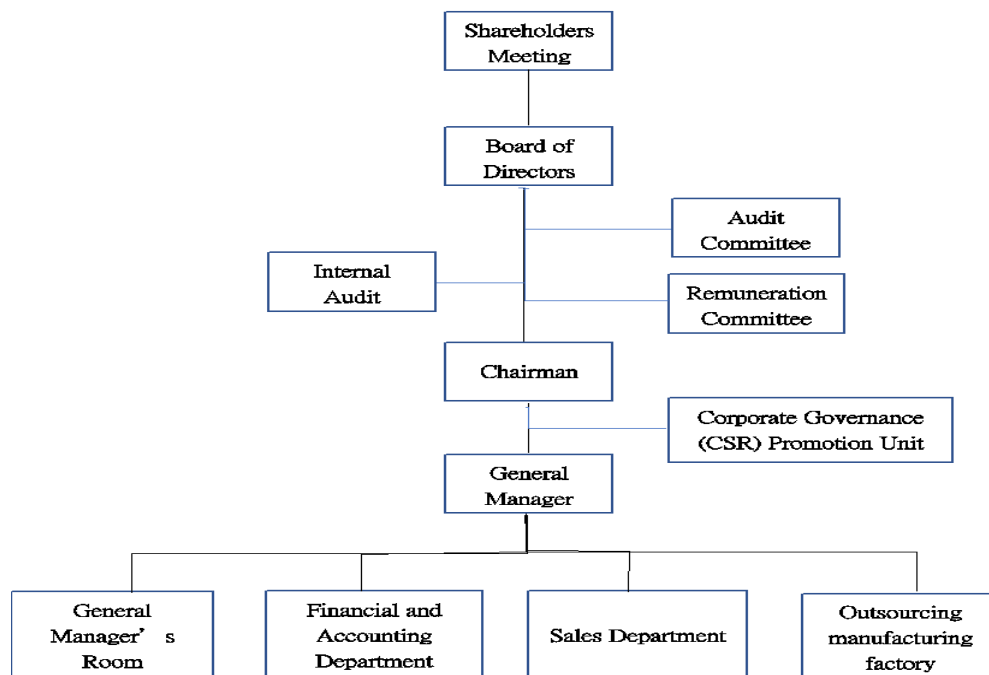 Shareholders
Meeting
Board of
Directors
Audit
Committee
Internal
Audit
Remuneration
Committee
Chairman
Corporate Governance
(CSR) Promotion Unit
General
Manager
General
Manager’ s
Room
Financial and
Accounting
Department
Sales Department
Outsourcing
manufacturing
factory